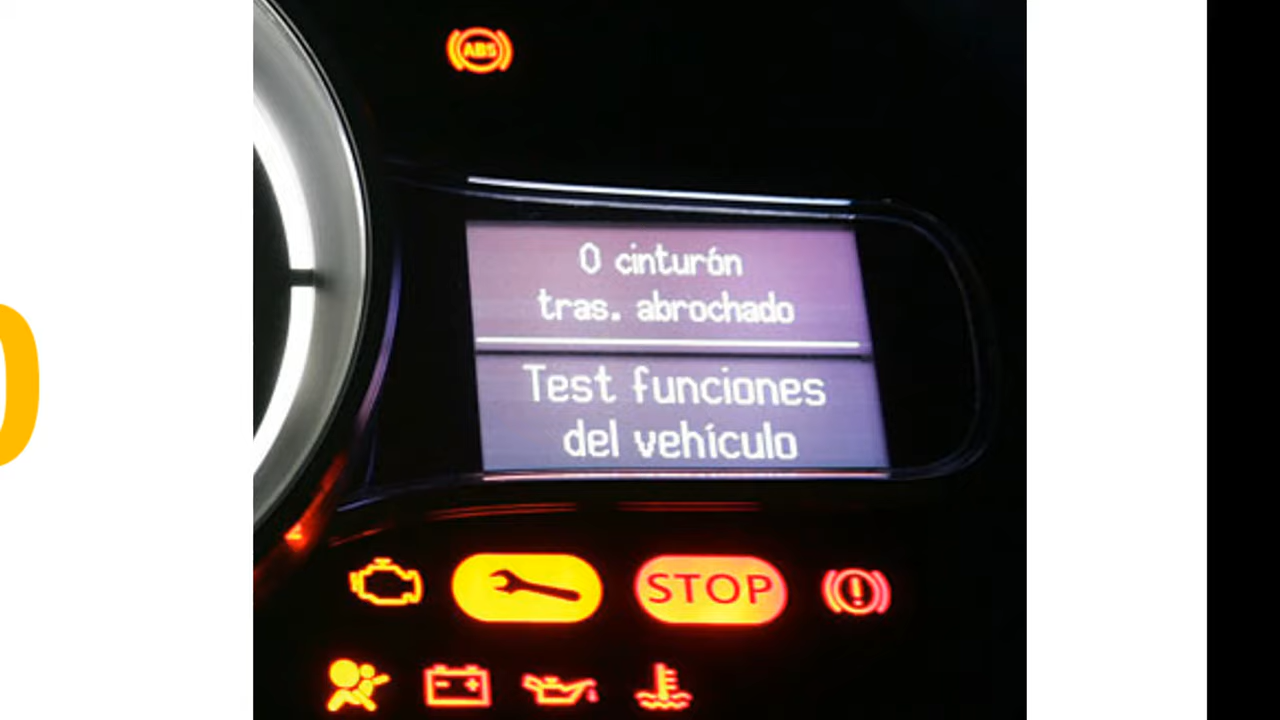 ABS
0 cinturón
tras. abrochado
Test funciones
del vehículo
STOP